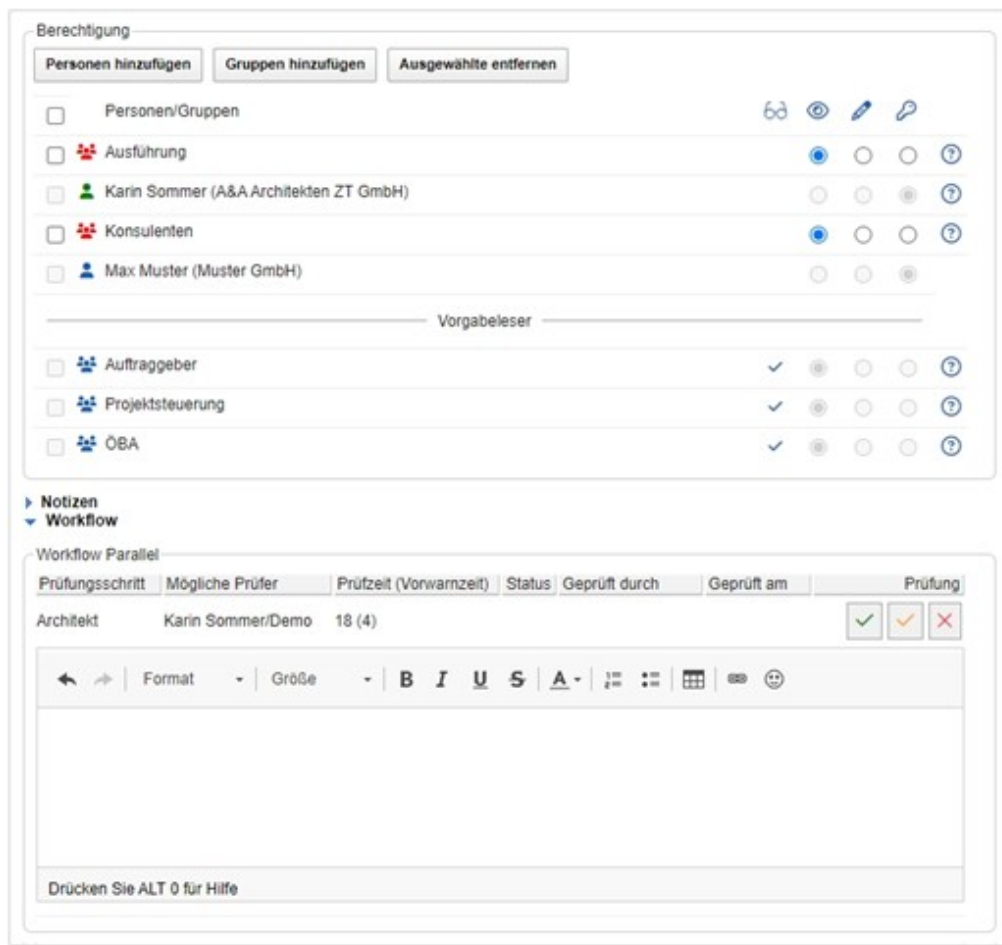 Berechtigung
Personen hinzufügen Gruppen hinzufügen Ausgewählte entfernen
Personen/Gruppen
Ausführung
Karin Sommer (A&A Architekten ZT GmbH)
Konsulenten
Max Muster (Muster GmbH)
Vorgabeleser
Auftraggeber
Projektsteuerung
ÖBA
Notizen
Workflow
Workflow Parallel
Prüfungsschritt Mögliche Prüfer Prüfzeit (Vorwarnzeit) Status Geprüft durch Geprüft am Prüfung
Architekt Karin Sommer/Demo 18 (4)
Format Größe B I U S A
Drücken Sie ALT 0 für Hilfe